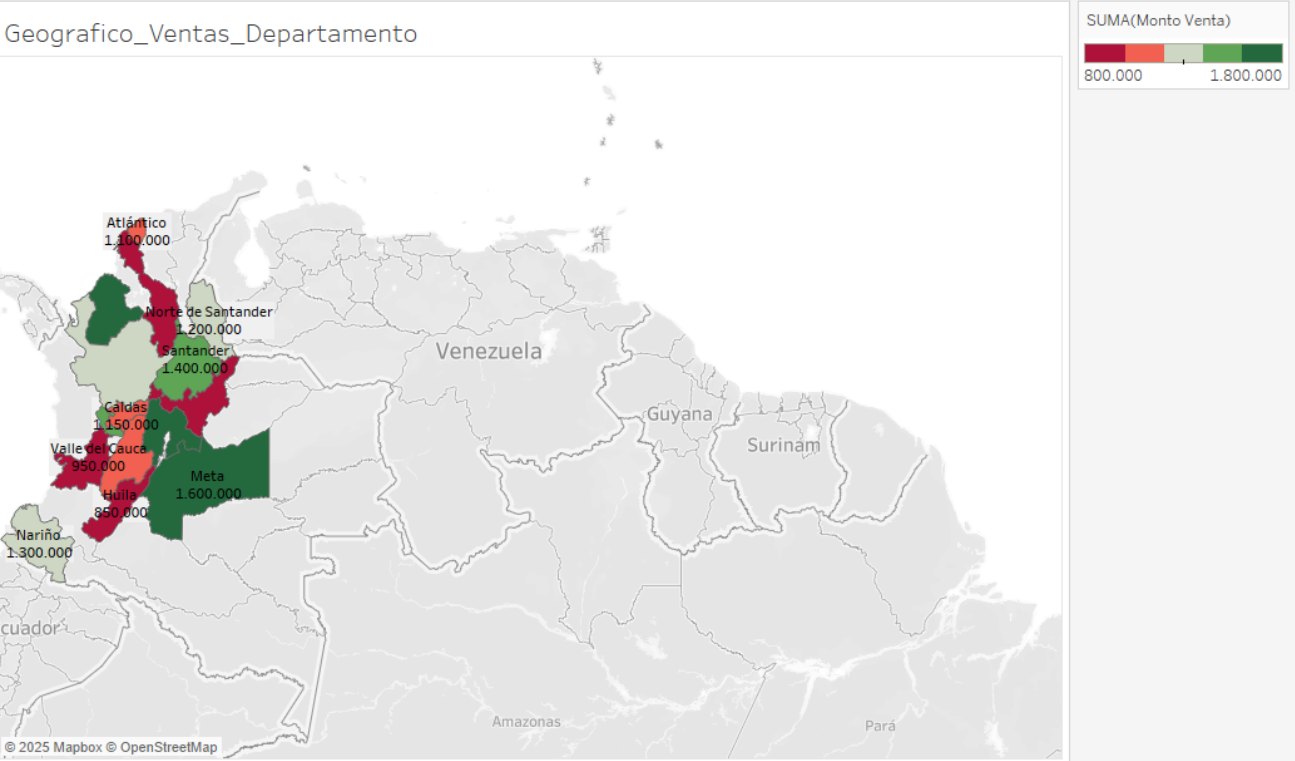 Geografico_Ventas_Departamento
SUMA(Monto Venta)
800.000 1.800.000
Atlántico
1.100.000
Norte de Santander
1.200.000
Santander
1.400.000
Caldas
1.150.000
Valle del Cauca
950.000
Meta
1.600.000
Huila
850.000
Nariño
1.300.000
Venezuela
Guyana
Surinam
cuador
Amazonas
Pará
© 2025 Mapbox © OpenStreetMap